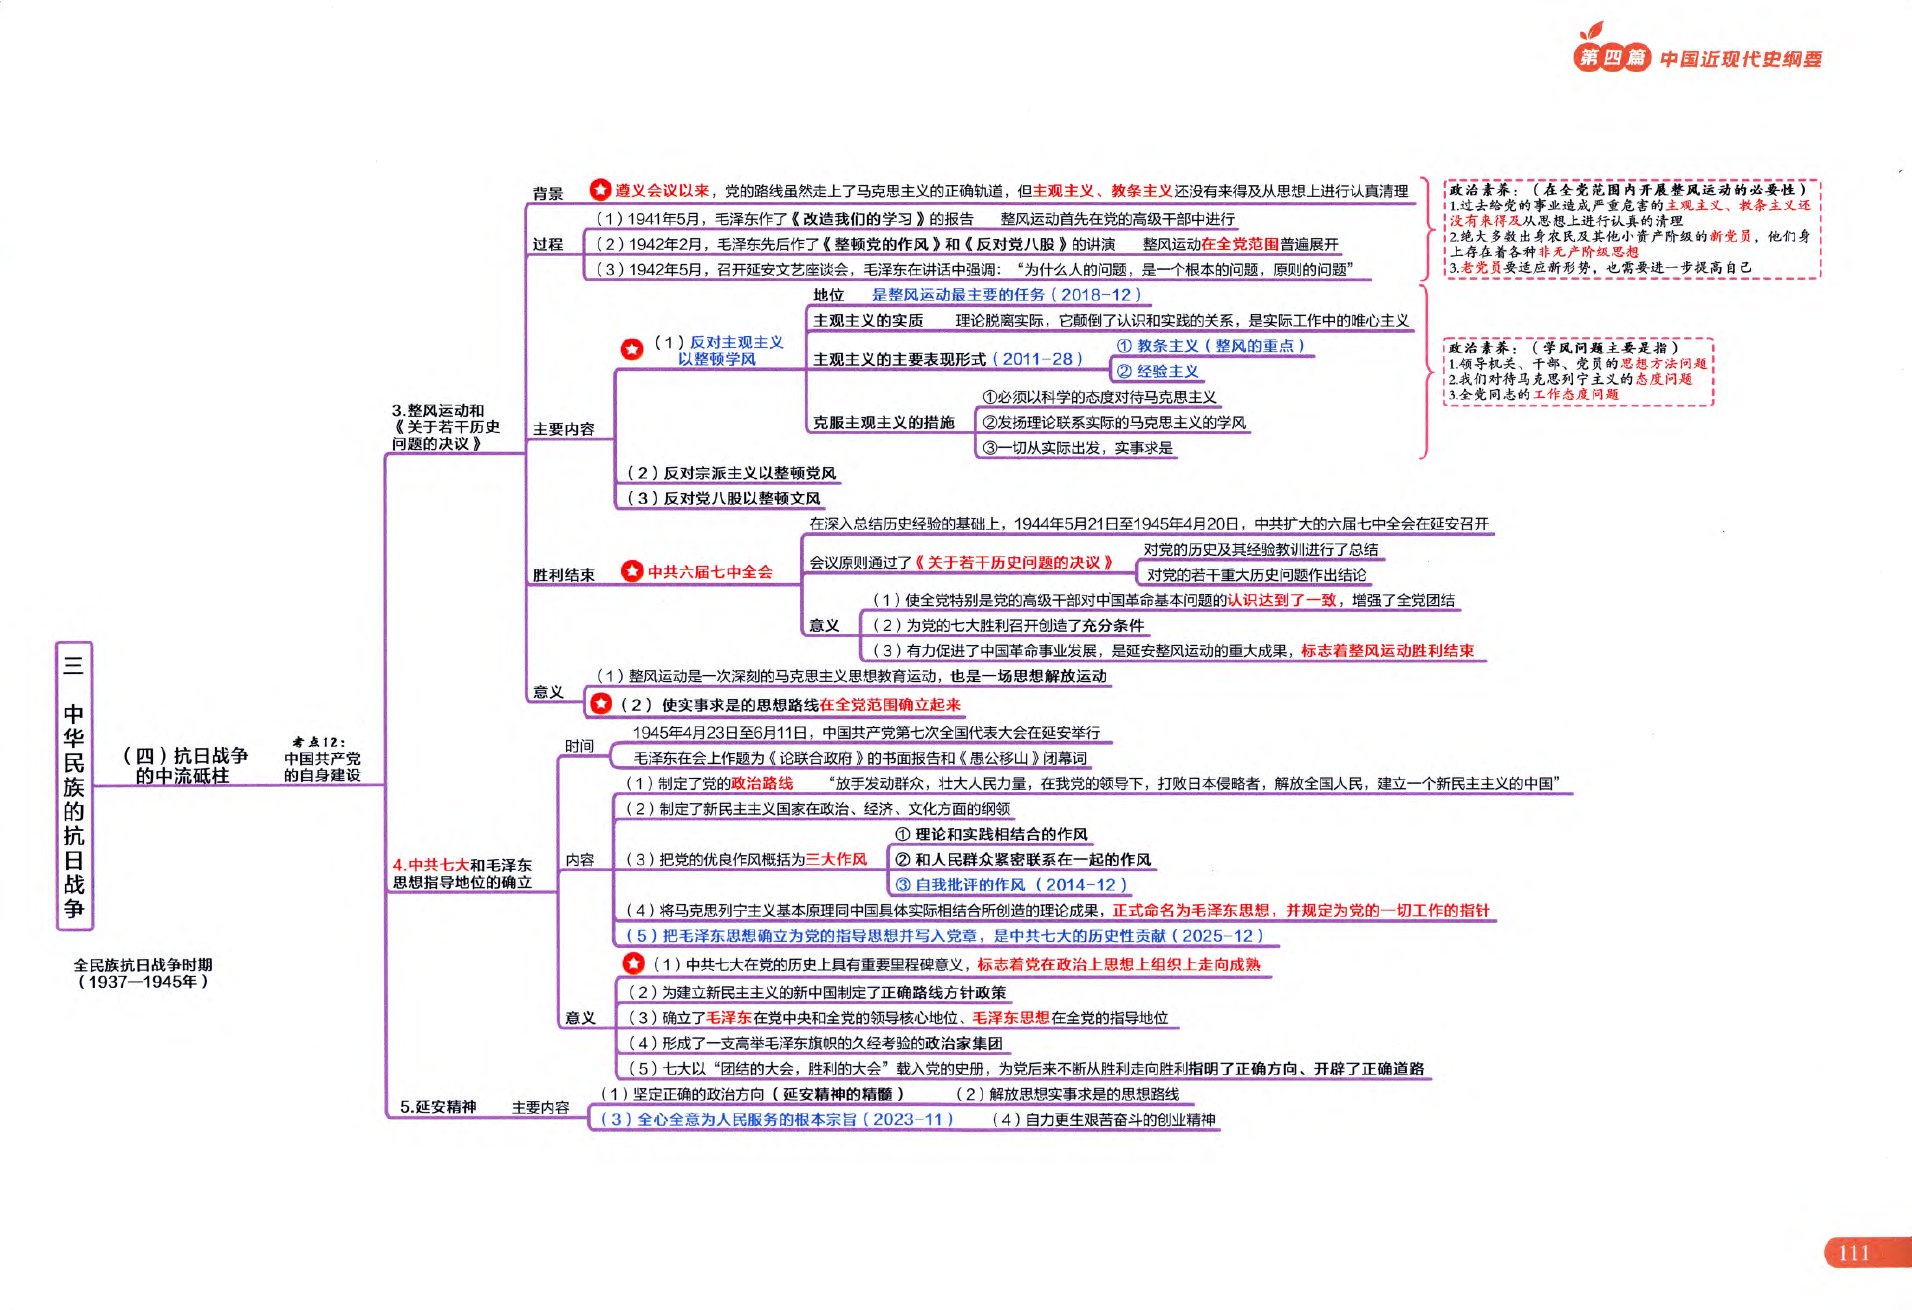 第四篇 中国近现代史纲要
三 中华民族的抗日战争
全民族抗日战争时期
（1937—1945年）
（四）抗日战争
的中流砥柱
考点12：
中国共产党
的自身建设
3.整风运动和
《关于若干历史
问题的决议》
背景 遵义会议以来，党的路线虽然走上了马克思主义的正确轨道，但主观主义、教条主义还没有来得及从思想上进行认真清理
过程
（1）1941年5月，毛泽东作了《改造我们的学习》的报告 整风运动首先在党的高级干部中进行
（2）1942年2月，毛泽东先后作了《整顿党的作风》和《反对党八股》的讲演 整风运动在全党范围普遍展开
（3）1942年5月，召开延安文艺座谈会，毛泽东在讲话中强调：“为什么人的问题，是一个根本的问题，原则的问题”
政治素养：（在全党范围内开展整风运动的必要性）
1.过去给党的事业造成严重危害的主观主义、教条主义还
没有来得及从思想上进行认真的清理
2.绝大多数出身农民及其他小资产阶级的新党员，他们身
上存在着各种非无产阶级思想
3.老党员要适应新形势，也需要进一步提高自己
主要内容
（1）反对主观主义
以整顿学风
地位 是整风运动最主要的任务（2018-12）
主观主义的实质 理论脱离实际，它颠倒了认识和实践的关系，是实际工作中的唯心主义
主观主义的主要表现形式（2011-28）
① 教条主义（整风的重点）
② 经验主义
克服主观主义的措施
①必须以科学的态度对待马克思主义
②发扬理论联系实际的马克思主义的学风
③一切从实际出发，实事求是
政治素养：（学风问题主要是指）
1.领导机关、干部、党员的思想方法问题
2.我们对待马克思列宁主义的态度问题
3.全党同志的工作态度问题
（2）反对宗派主义以整顿党风
（3）反对党八股以整顿文风
胜利结束 中共六届七中全会
在深入总结历史经验的基础上，1944年5月21日至1945年4月20日，中共扩大的六届七中全会在延安召开
会议原则通过了《关于若干历史问题的决议》
对党的历史及其经验教训进行了总结
对党的若干重大历史问题作出结论
意义
（1）使全党特别是党的高级干部对中国革命基本问题的认识达到了一致，增强了全党团结
（2）为党的七大胜利召开创造了充分条件
（3）有力促进了中国革命事业发展，是延安整风运动的重大成果，标志着整风运动胜利结束
意义
（1）整风运动是一次深刻的马克思主义思想教育运动，也是一场思想解放运动
（2）使实事求是的思想路线在全党范围确立起来
4.中共七大和毛泽东
思想指导地位的确立
时间
1945年4月23日至6月11日，中国共产党第七次全国代表大会在延安举行
毛泽东在会上作题为《论联合政府》的书面报告和《愚公移山》闭幕词
内容
（1）制定了党的政治路线 “放手发动群众，壮大人民力量，在我党的领导下，打败日本侵略者，解放全国人民，建立一个新民主主义的中国”
（2）制定了新民主主义国家在政治、经济、文化方面的纲领
（3）把党的优良作风概括为三大作风
① 理论和实践相结合的作风
② 和人民群众紧密联系在一起的作风
③ 自我批评的作风（2014-12）
（4）将马克思列宁主义基本原理同中国具体实际相结合所创造的理论成果，正式命名为毛泽东思想，并规定为党的一切工作的指针
（5）把毛泽东思想确立为党的指导思想并写入党章，是中共七大的历史性贡献（2025-12）
意义
（1）中共七大在党的历史上具有重要里程碑意义，标志着党在政治上思想上组织上走向成熟
（2）为建立新民主主义的新中国制定了正确路线方针政策
（3）确立了毛泽东在党中央和全党的领导核心地位、毛泽东思想在全党的指导地位
（4）形成了一支高举毛泽东旗帜的久经考验的政治家集团
（5）七大以“团结的大会，胜利的大会”载入党的史册，为党后来不断从胜利走向胜利指明了正确方向、开辟了正确道路
5.延安精神 主要内容
（1）坚定正确的政治方向（延安精神的精髓） （2）解放思想实事求是的思想路线
（3）全心全意为人民服务的根本宗旨（2023-11） （4）自力更生艰苦奋斗的创业精神
111